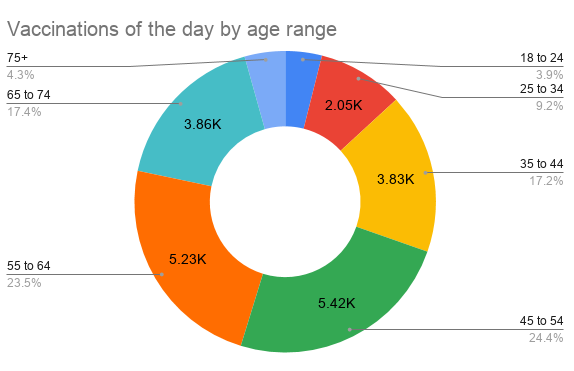 Vaccinations of the day by age range
75+
4.3%
65 to 74
17.4%
55 to 64
23.5%
18 to 24
3.9%
25 to 34
9.2%
35 to 44
17.2%
45 to 54
24.4%
2.05K
3.86K
3.83K
5.23K
5.42K